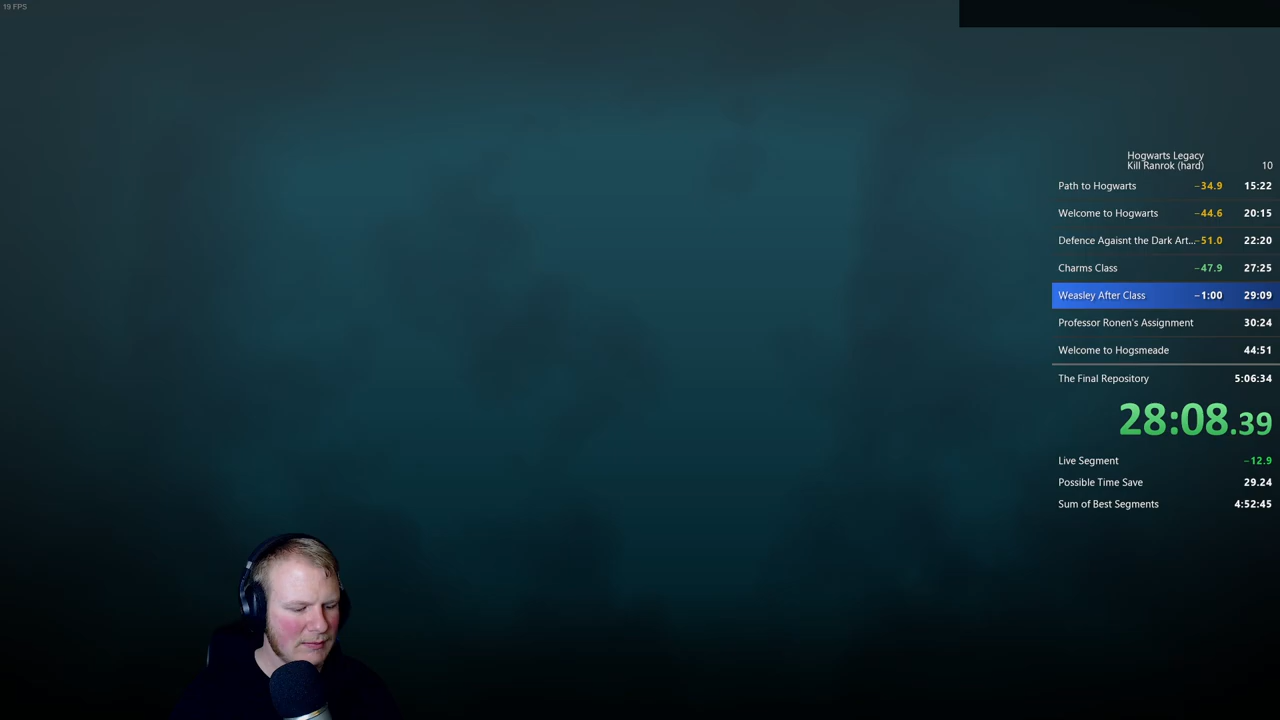 19 FPS
Hogwarts Legacy
Kill Ranrok (hard) 10
Path to Hogwarts −34.9 15:22
Welcome to Hogwarts −44.6 20:15
Defence Agaisnt the Dark Art... −51.0 22:20
Charms Class −47.9 27:25
Weasley After Class −1:00 29:09
Professor Ronen's Assignment 30:24
Welcome to Hogsmeade 44:51
The Final Repository 5:06:34
28:08.39
Live Segment −12.9
Possible Time Save 29.24
Sum of Best Segments 4:52:45